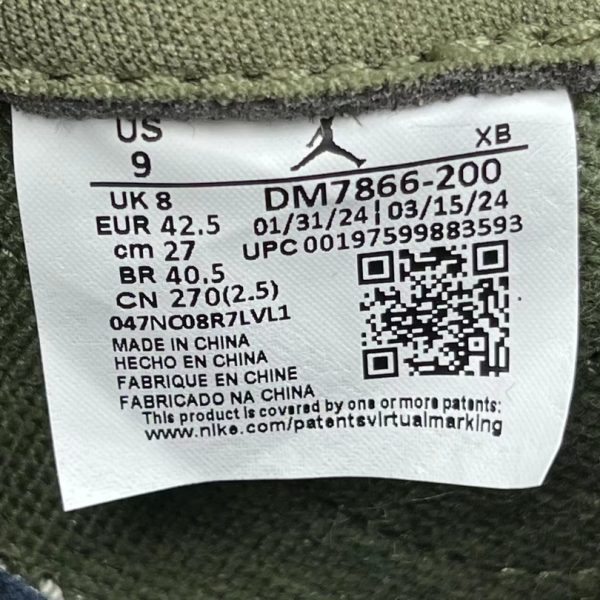 US XB
9
UK 8 DM7866-200
EUR 42.5 01/31/24 | 03/15/24
cm 27 UPC 00197599883593
BR 40.5
CN 270(2.5)
047NC08R7LVL1
MADE IN CHINA
HECHO EN CHINA
FABRIQUE EN CHINE
FABRICADO NA CHINA
This product is covered by one or more patents:
www.nike.com/patentsvirtualmarking